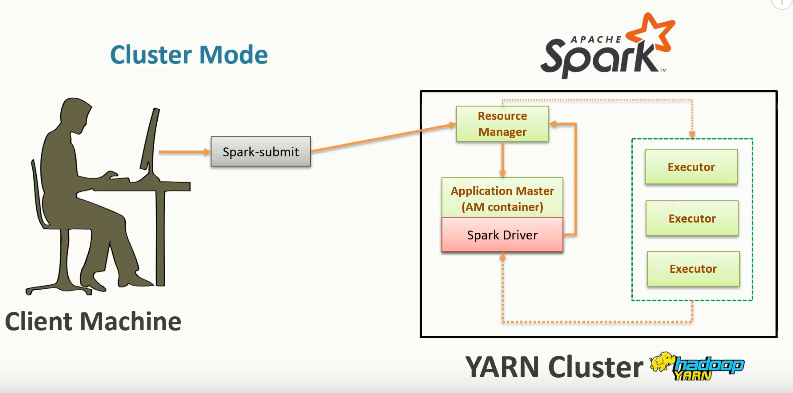 Cluster Mode
APACHE
Spark
TM
Spark-submit
Resource
Manager
Application Master
(AM container)
Spark Driver
Executor
Executor
Executor
Client Machine
YARN Cluster
hadoop
YARN